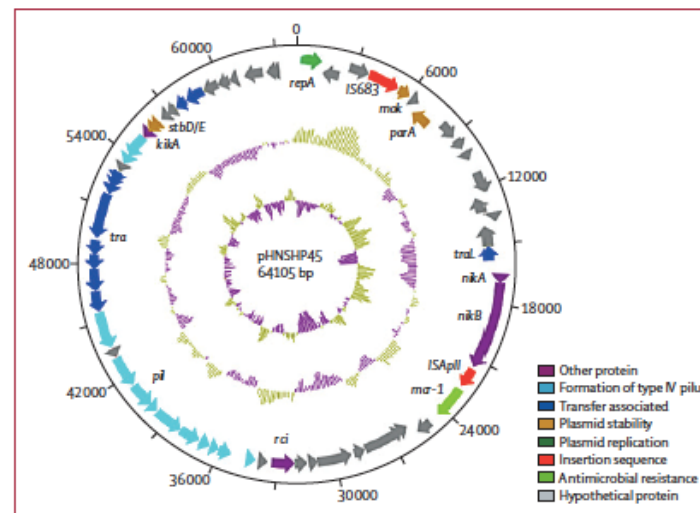 0
6000
12000
18000
24000
30000
36000
42000
48000
54000
60000
repA
IS683
mok
parA
traL
nikA
nikB
ISApII
mcr-1
rci
pil
tra
kikA
stbD/E
pHNSHP45
64105 bp
Other protein
Formation of type IV pilu
Transfer associated
Plasmid stability
Plasmid replication
Insertion sequence
Antimicrobial resistance
Hypothetical protein